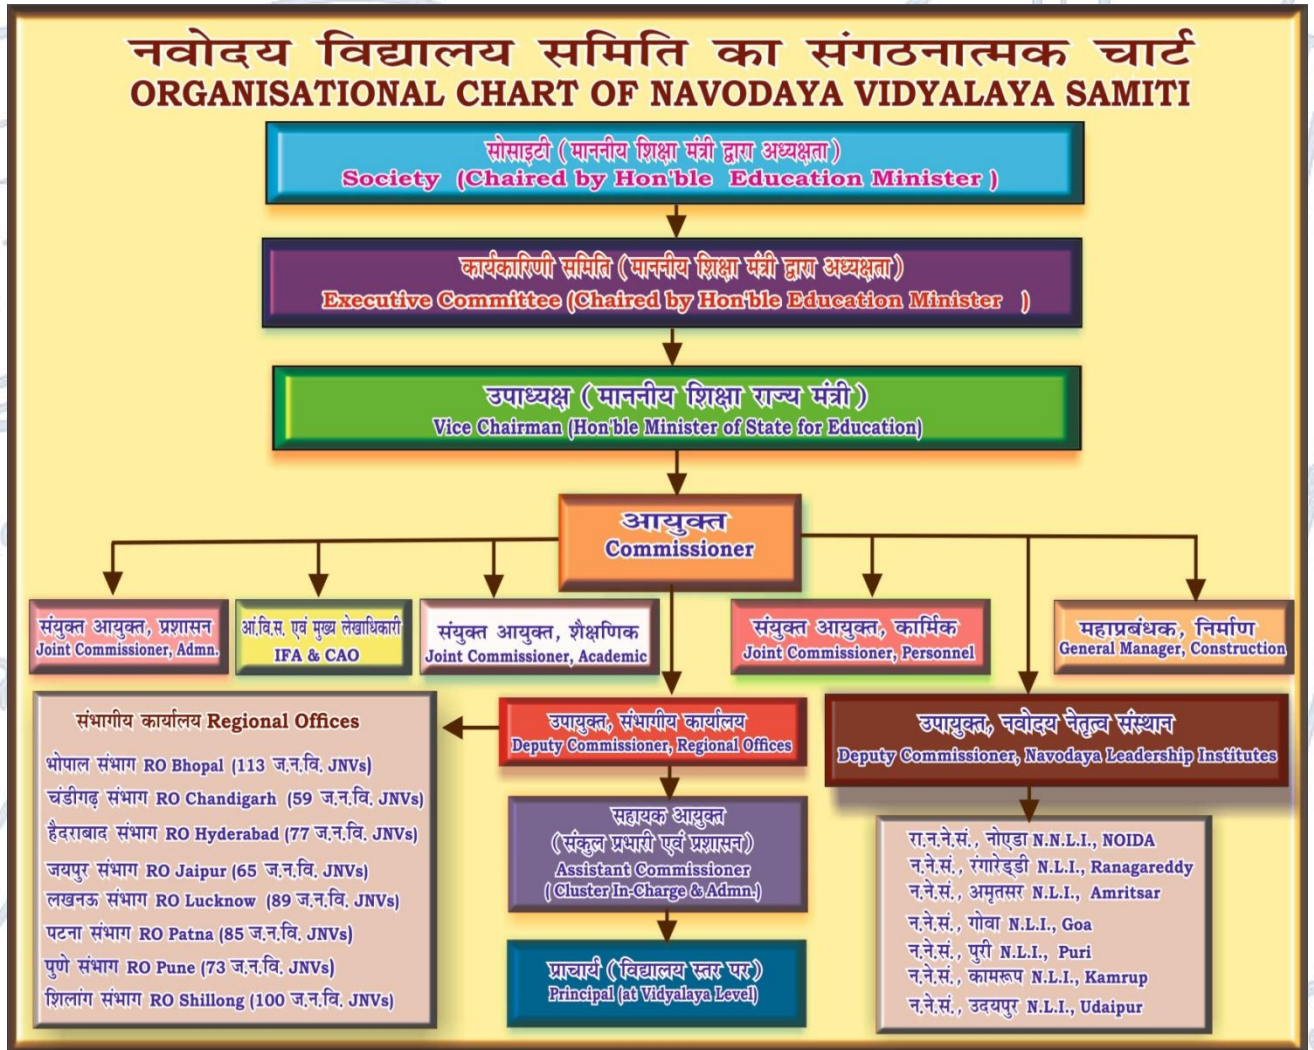 नवोदय विद्यालय समिति का संगठनात्मक चार्ट
ORGANISATIONAL CHART OF NAVODAYA VIDYALAYA SAMITI
सोसाइटी (माननीय शिक्षा मंत्री द्वारा अध्यक्षता)
Society (Chaired by Hon'ble Education Minister )
कार्यकारिणी समिति (माननीय शिक्षा मंत्री द्वारा अध्यक्षता)
Executive Committee (Chaired by Hon'ble Education Minister )
उपाध्यक्ष (माननीय शिक्षा राज्य मंत्री)
Vice Chairman (Hon'ble Minister of State for Education)
आयुक्त
Commissioner
संयुक्त आयुक्त, प्रशासन
Joint Commissioner, Admn.
आं.वि.स. एवं मुख्य लेखाधिकारी
IFA & CAO
संयुक्त आयुक्त, शैक्षणिक
Joint Commissioner, Academic
संयुक्त आयुक्त, कार्मिक
Joint Commissioner, Personnel
महाप्रबंधक, निर्माण
General Manager, Construction
संभागीय कार्यालय Regional Offices
भोपाल संभाग RO Bhopal (113 ज.न.वि. JNVs)
चंडीगढ़ संभाग RO Chandigarh (59 ज.न.वि. JNVs)
हैदराबाद संभाग RO Hyderabad (77 ज.न.वि. JNVs)
जयपुर संभाग RO Jaipur (65 ज.न.वि. JNVs)
लखनऊ संभाग RO Lucknow (89 ज.न.वि. JNVs)
पटना संभाग RO Patna (85 ज.न.वि. JNVs)
पुणे संभाग RO Pune (73 ज.न.वि. JNVs)
शिलांग संभाग RO Shillong (100 ज.न.वि. JNVs)
उपायुक्त, संभागीय कार्यालय
Deputy Commissioner, Regional Offices
सहायक आयुक्त
(संकुल प्रभारी एवं प्रशासन)
Assistant Commissioner
( Cluster In-Charge & Admn.)
प्राचार्य (विद्यालय स्तर पर)
Principal (at Vidyalaya Level)
उपायुक्त, नवोदय नेतृत्व संस्थान
Deputy Commissioner, Navodaya Leadership Institutes
रा.न.ने.सं., नोएडा N.N.L.I., NOIDA
न.ने.सं., रंगारेड्डी N.L.I., Ranagareddy
न.ने.सं., अमृतसर N.L.I., Amritsar
न.ने.सं., गोवा N.L.I., Goa
न.ने.सं., पुरी N.L.I., Puri
न.ने.सं., कामरूप N.L.I., Kamrup
न.ने.सं., उदयपुर N.L.I., Udaipur